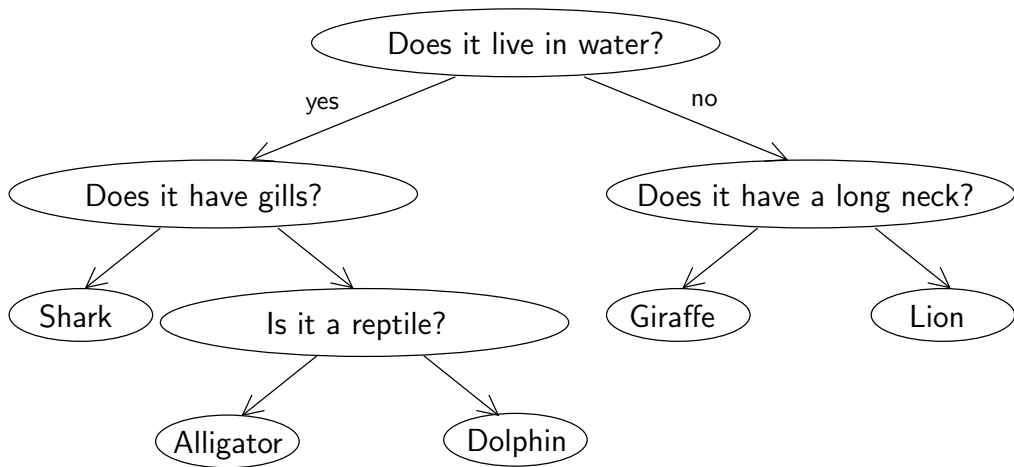 Does it live in water?
yes
no
Does it have gills?
Does it have a long neck?
Shark
Is it a reptile?
Giraffe
Lion
Alligator
Dolphin